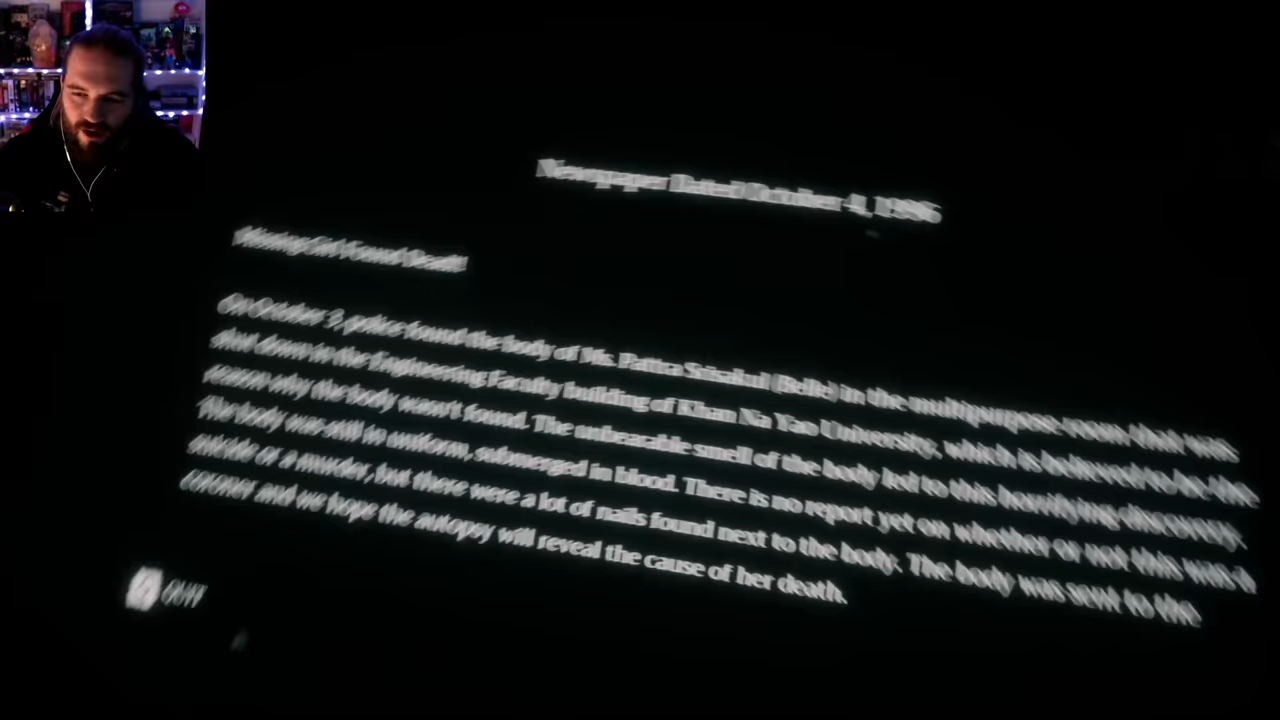 Newspaper Dated October 4, 1986
Missing Girl Found Death
On October 3, police found the body of Ms. Pattra Srisakul (Belle) in the multipurpose room that was
shut down in the Engineering Faculty building of Khan Na Yao University, which is believed to be the
reason why the body wasn't found. The unbearable smell of the body led to this horrifying discovery.
The body was still in uniform, submerged in blood. There is no report yet on whether or not this was a
suicide or a murder, but there were a lot of nails found next to the body. The body was sent to the
Coroner and we hope the autopsy will reveal the cause of her death.